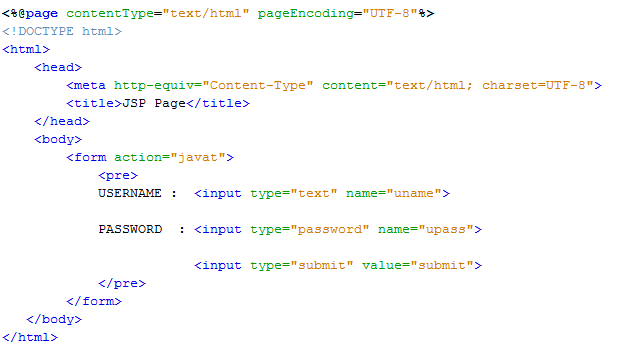 <%@page contentType="text/html" pageEncoding="UTF-8"%>
<!DOCTYPE html>
<html>
    <head>
        <meta http-equiv="Content-Type" content="text/html; charset=UTF-8">
        <title>JSP Page</title>
    </head>
    <body>
        <form action="javat">
            <pre>
            USERNAME :  <input type="text" name="uname">

            PASSWORD  : <input type="password" name="upass">

                        <input type="submit" value="submit">
            </pre>
        </form>
   </body>
</html>